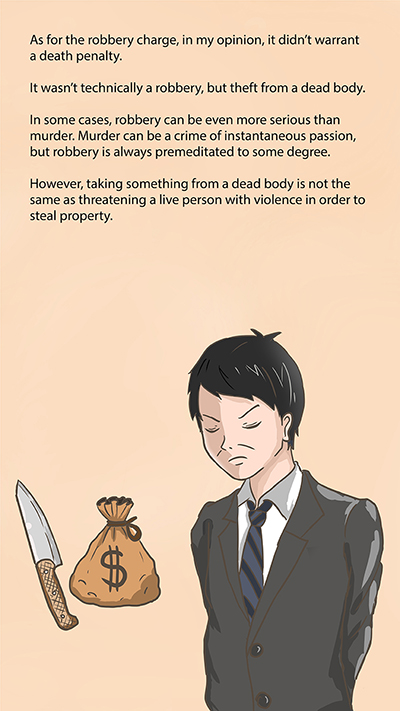 As for the robbery charge, in my opinion, it didn’t warrant
a death penalty.
It wasn’t technically a robbery, but theft from a dead body.
In some cases, robbery can be even more serious than
murder. Murder can be a crime of instantaneous passion,
but robbery is always premeditated to some degree.
However, taking something from a dead body is not the
same as threatening a live person with violence in order to
steal property.
$